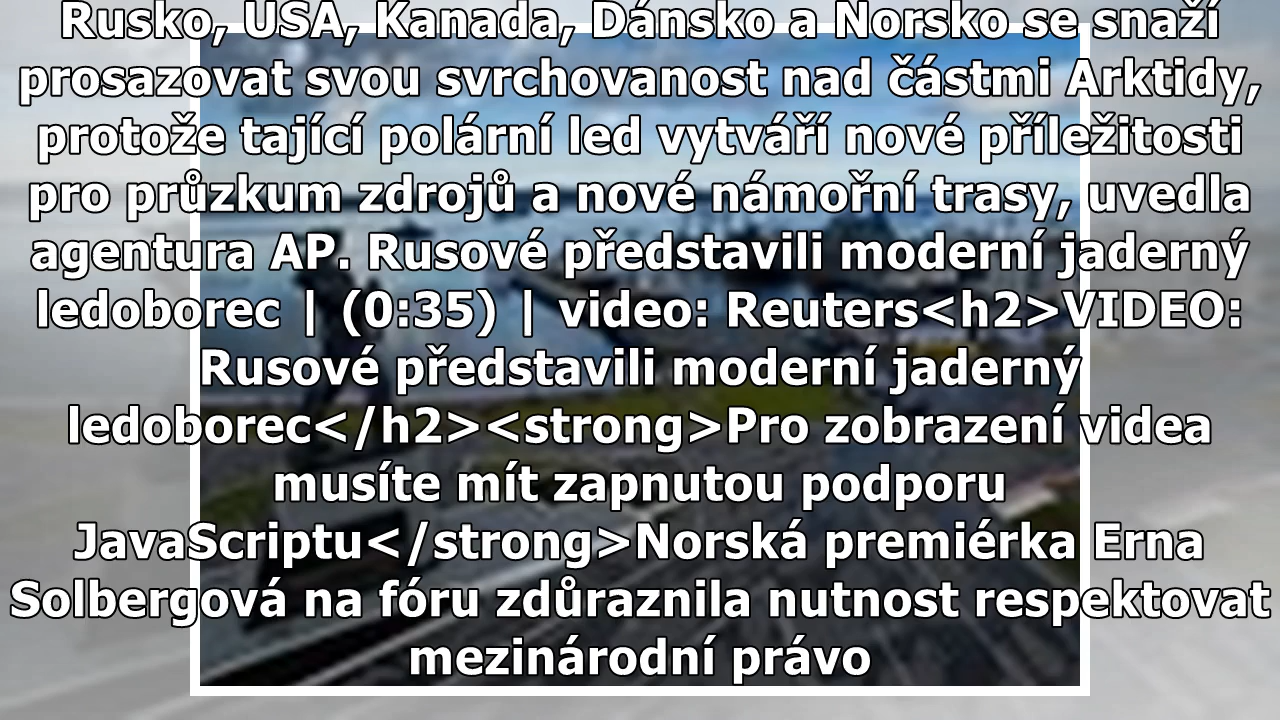 Rusko, USA, Kanada, Dánsko a Norsko se snaží
prosazovat svou svrchovanost nad částmi Arktidy,
protože tající polární led vytváří nové příležitosti
pro průzkum zdrojů a nové námořní trasy, uvedla
agentura AP. Rusové představili moderní jaderný
ledoborec | (0:35) | video: Reuters<h2>VIDEO:
Rusové představili moderní jaderný
ledoborec</h2><strong>Pro zobrazení videa
musíte mít zapnutou podporu
JavaScriptu</strong>Norská premiérka Erna
Solbergová na fóru zdůraznila nutnost respektovat
mezinárodní právo